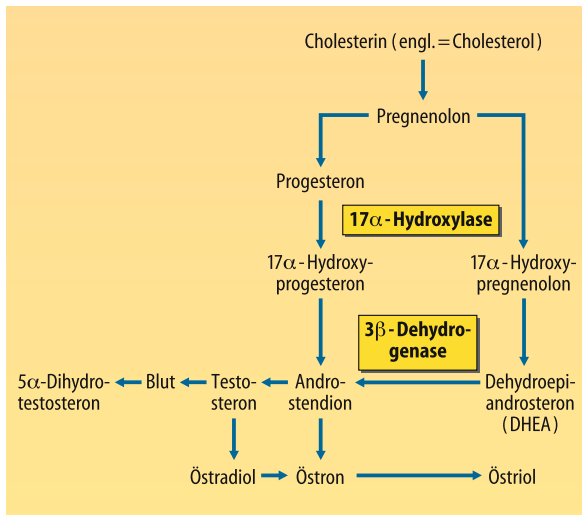 Cholesterin (engl.=Cholesterol)
Pregnenolon
Progesteron
17α-Hydroxylase
17α-Hydroxy-
progesteron
17α-Hydroxy-
pregnenolon
3β-Dehydro-
genase
5α-Dihydro-
testosteron
Blut
Testo-
steron
Andro-
stendion
Dehydroepi-
androsteron
(DHEA)
Östradiol
Östron
Östriol